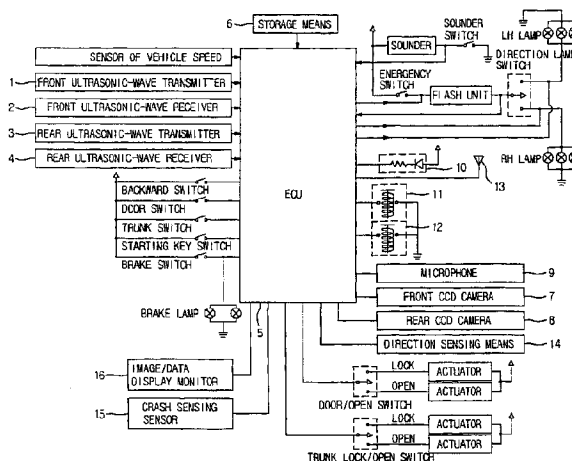 6
STORAGE MEANS
SENSOR OF VEHICLE SPEED
1
FRONT ULTRASONIC-WAVE TRANSMITTER
2
FRONT ULTRASONIC-WAVE RECEIVER
3
REAR ULTRASONIC-WAVE TRANSMITTER
4
REAR ULTRASONIC-WAVE RECEIVER
BACKWARD SWITCH
DOOR SWITCH
TRUNK SWITCH
STARTING KEY SWITCH
BRAKE SWITCH
BRAKE LAMP
ECU
5
16
IMAGE/DATA
DISPLAY MONITOR
15
CRASH SENSING
SENSOR
SOUNDER
SOUNDER
SWITCH
EMERGENCY
SWITCH
FLASH UNIT
LH LAMP
DIRECTION LAMP
SWITCH
RH LAMP
10
13
11
12
MICROPHONE
9
FRONT CCD CAMERA
7
REAR CCD CAMERA
8
DIRECTION SENSING MEANS
14
LOCK
ACTUATOR
OPEN
ACTUATOR
DOOR/OPEN SWITCH
LOCK
ACTUATOR
OPEN
ACTUATOR
TRUNK LOCK/OPEN SWITCH